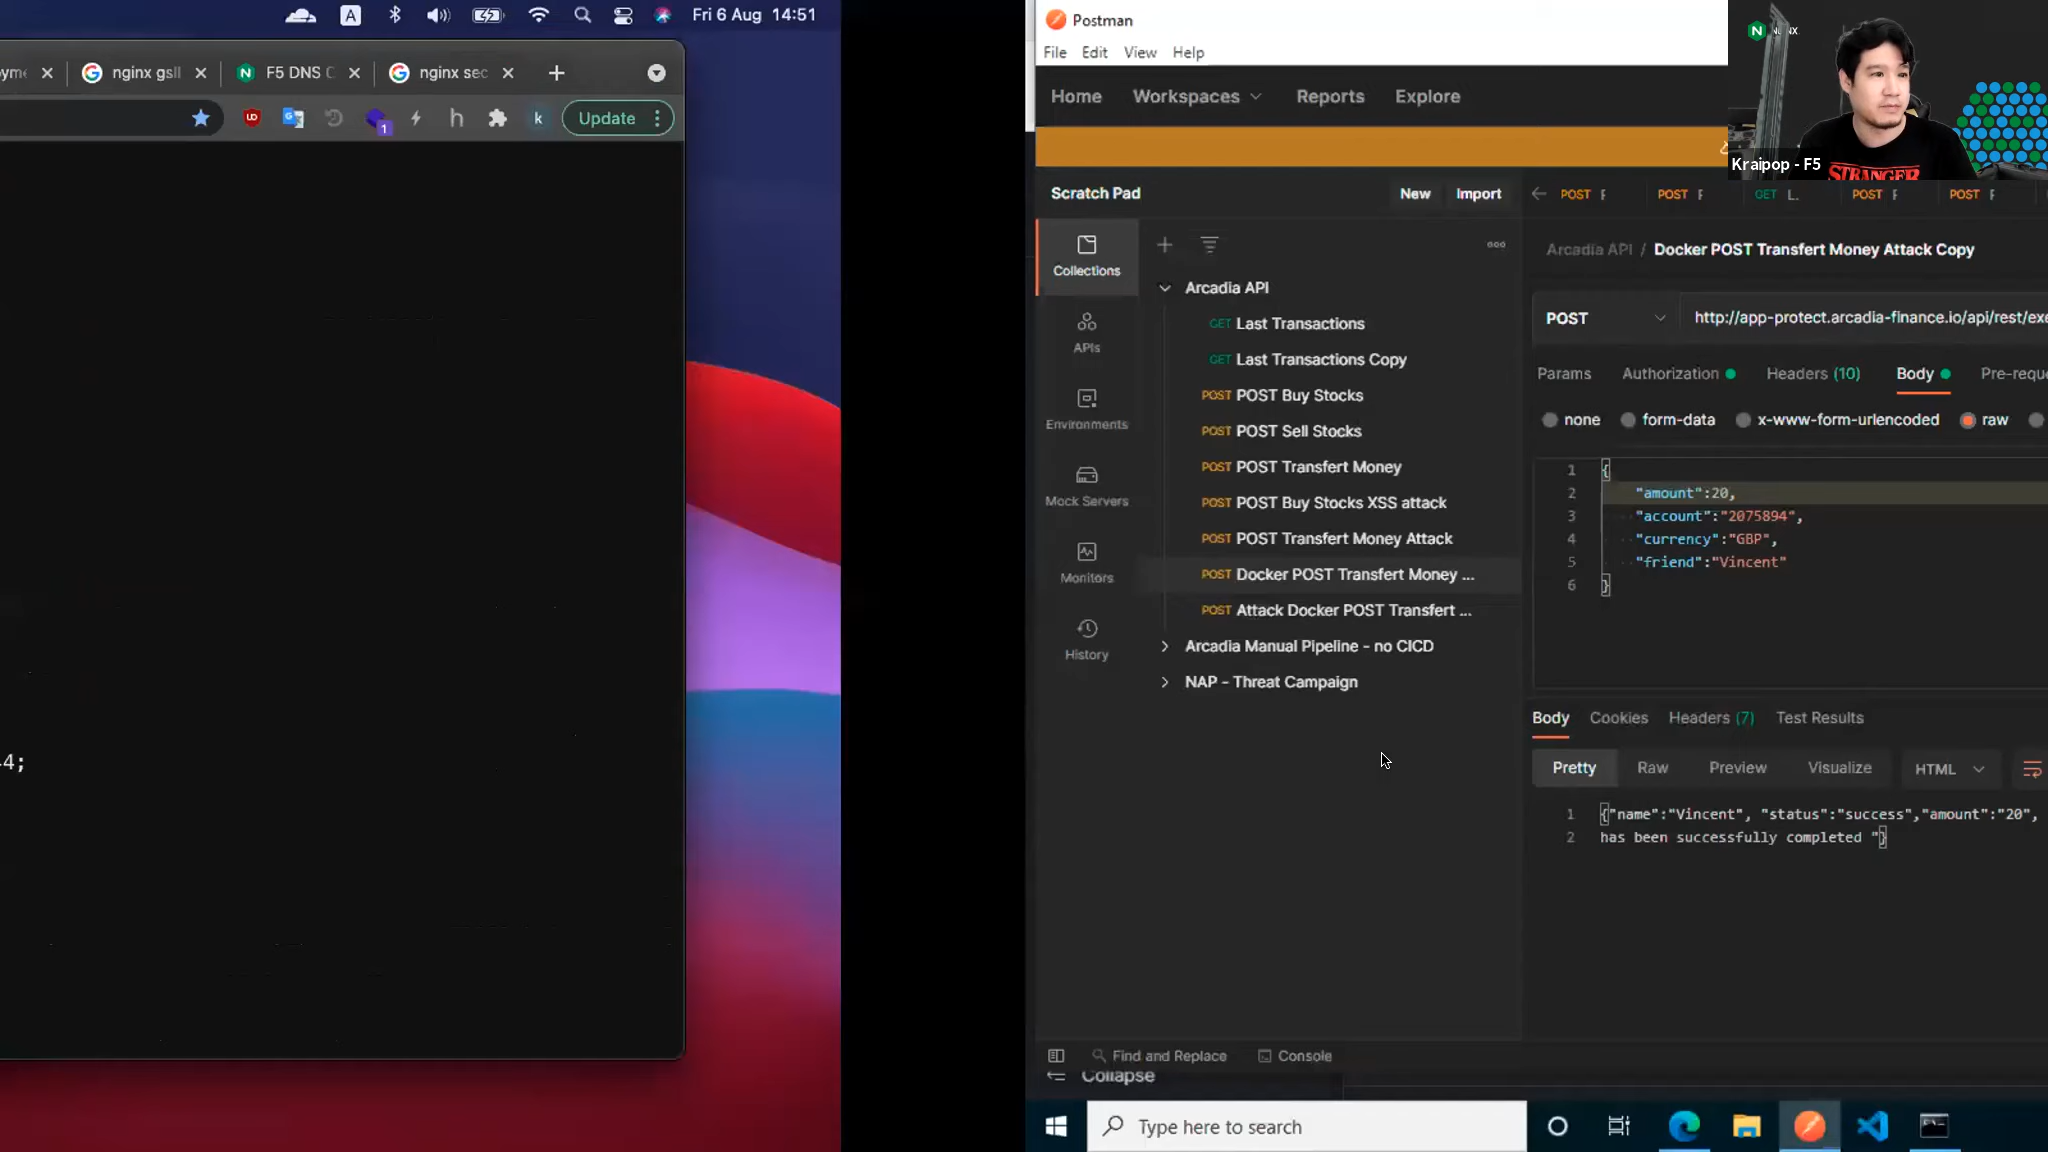 A
Fri 6 Aug 14:51
nginx gsll
F5 DNS C
nginx sec
1
h
k
Update
4;
Postman
File Edit View Help
Home Workspaces Reports Explore
Scratch Pad New Import
POST POST GET L. POST POST
Collections
APIs
Environments
Mock Servers
Monitors
History
Arcadia API
GET Last Transactions
GET Last Transactions Copy
POST POST Buy Stocks
POST POST Sell Stocks
POST POST Transfert Money
POST POST Buy Stocks XSS attack
POST POST Transfert Money Attack
POST Docker POST Transfert Money ...
POST Attack Docker POST Transfert ...
Arcadia Manual Pipeline - no CICD
NAP - Threat Campaign
Arcadia API / Docker POST Transfert Money Attack Copy
POST http://app-protect.arcadia-finance.io/api/rest/exe
Params Authorization Headers (10) Body Pre-requ
none form-data x-www-form-urlencoded raw
1 {
2 "amount":20,
3 "account":"2075894",
4 "currency":"GBP",
5 "friend":"Vincent"
6 }
Body Cookies Headers (7) Test Results
Pretty Raw Preview Visualize HTML
1 {"name":"Vincent", "status":"success","amount":"20",
2 has been successfully completed "}
Find and Replace Console
Collapse
Type here to search
Kraipop - F5
STRANGER